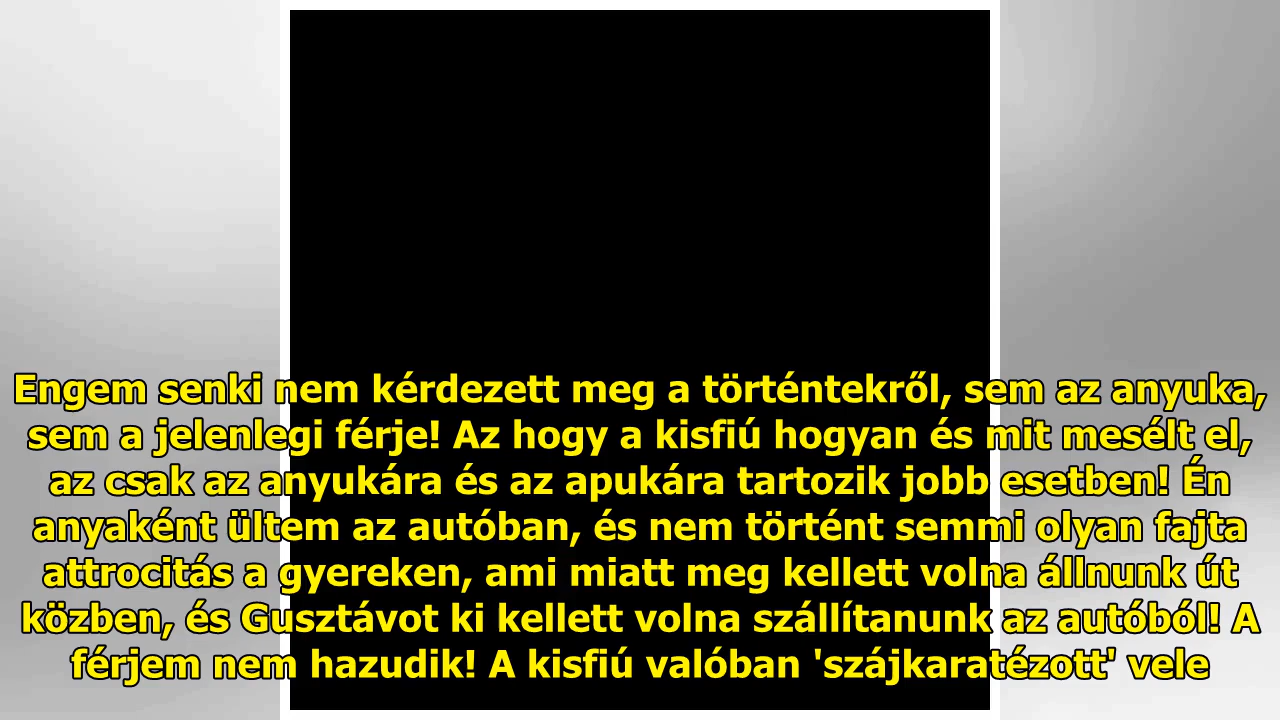 Engem senki nem kérdezett meg a történtekről, sem az anyuka,
sem a jelenlegi férje! Az hogy a kisfiú hogyan és mit mesélt el,
az csak az anyukára és az apukára tartozik jobb esetben! Én
anyaként ültem az autóban, és nem történt semmi olyan fajta
attrocitás a gyereken, ami miatt meg kellett volna állnunk út
közben, és Gusztávot ki kellett volna szállítanunk az autóból! A
férjem nem hazudik! A kisfiú valóban 'szájkaratézott' vele